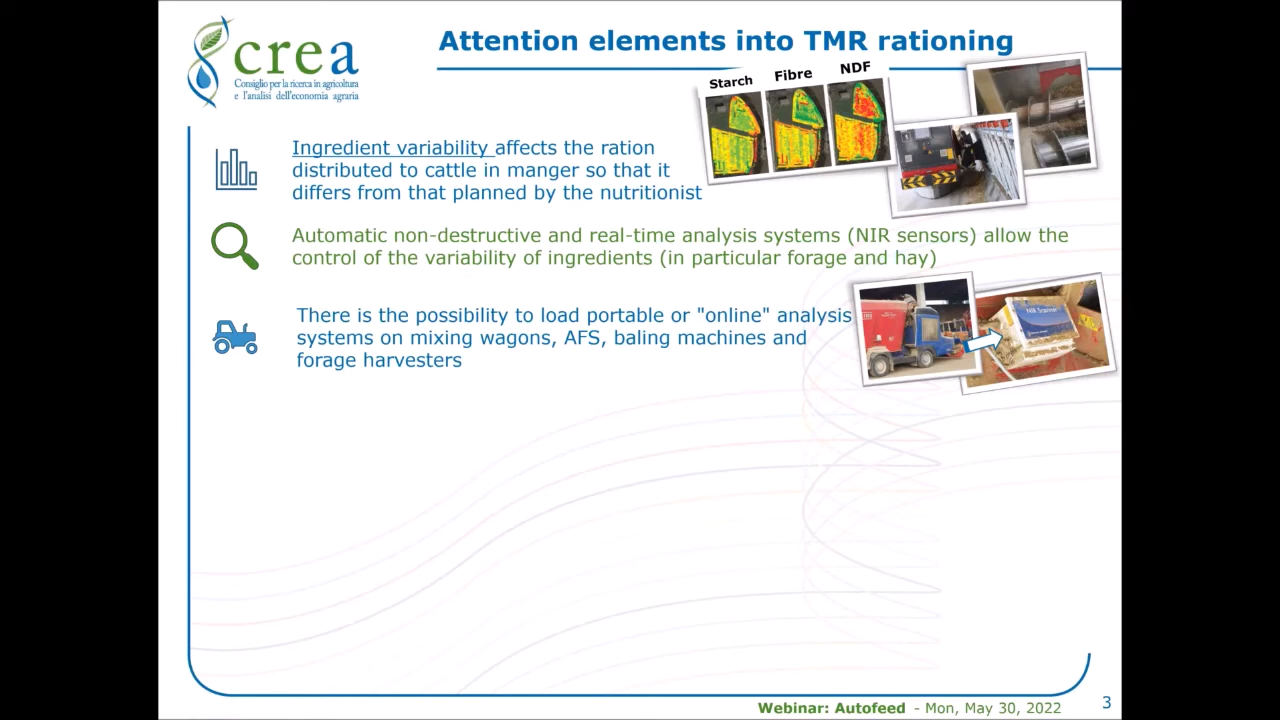 crea
Consiglio per la ricerca in agricoltura
e l'analisi dell'economia agraria
Attention elements into TMR rationing
Starch Fibre NDF
Ingredient variability affects the ration
distributed to cattle in manger so that it
differs from that planned by the nutritionist
Automatic non-destructive and real-time analysis systems (NIR sensors) allow the
control of the variability of ingredients (in particular forage and hay)
There is the possibility to load portable or "online" analysis
systems on mixing wagons, AFS, baling machines and
forage harvesters
Webinar: Autofeed - Mon, May 30, 2022
3